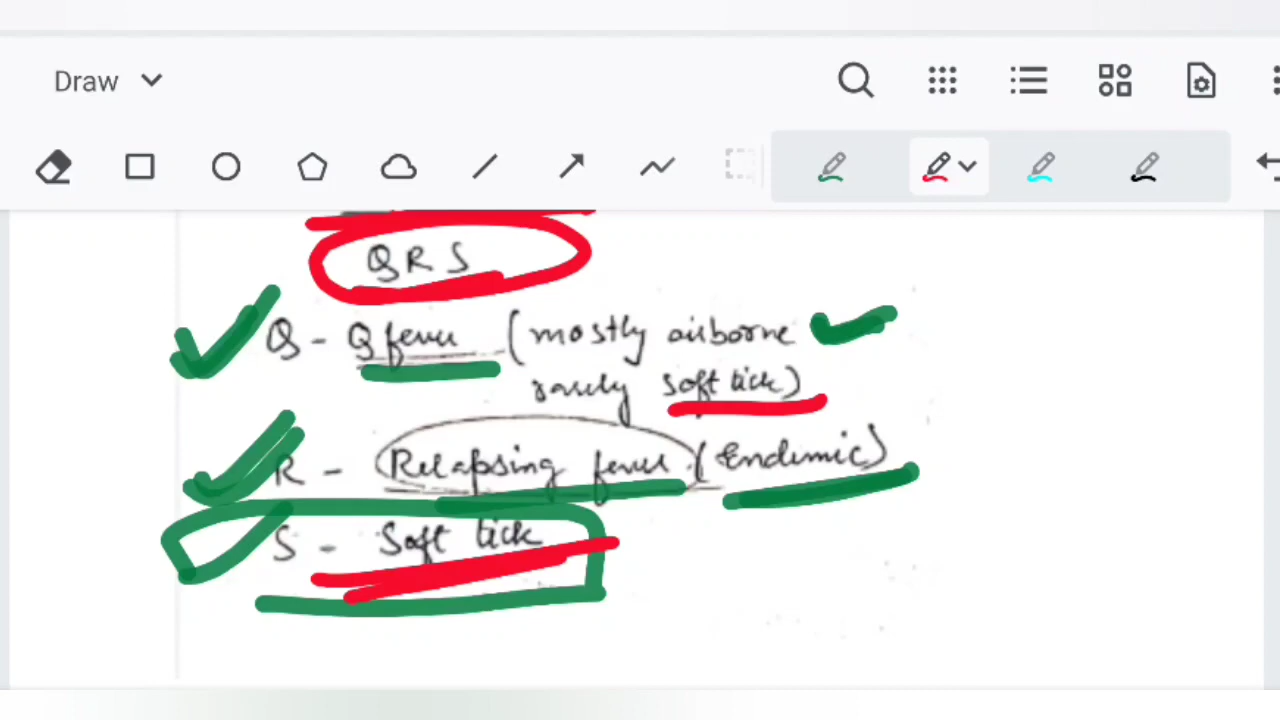 Draw
QRS
Q - Q fever (mostly airborne
rarely soft tick)
R - Relapsing fever (Endemic)
S - Soft tick